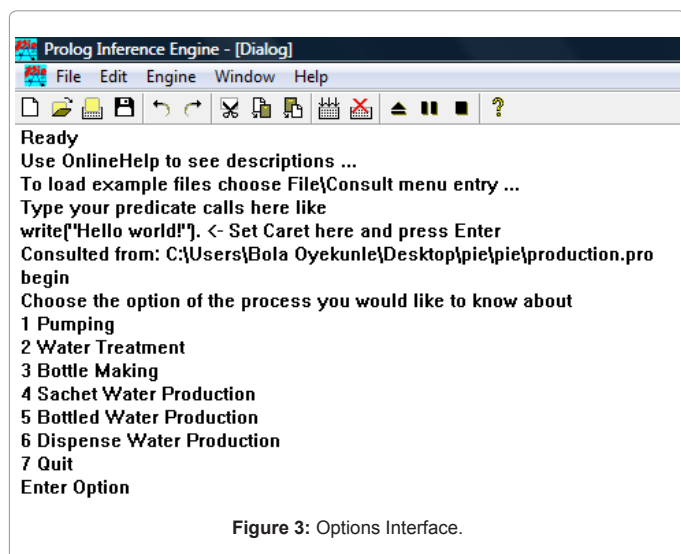 Prolog Inference Engine - [Dialog]
File Edit Engine Window Help
Ready
Use OnlineHelp to see descriptions ...
To load example files choose File\Consult menu entry ...
Type your predicate calls here like
write("Hello world!"). <- Set Caret here and press Enter
Consulted from: C:\Users\Bola Oyekunle\Desktop\pie\pie\production.pro
begin
Choose the option of the process you would like to know about
1 Pumping
2 Water Treatment
3 Bottle Making
4 Sachet Water Production
5 Bottled Water Production
6 Dispense Water Production
7 Quit
Enter Option
Figure 3: Options Interface.